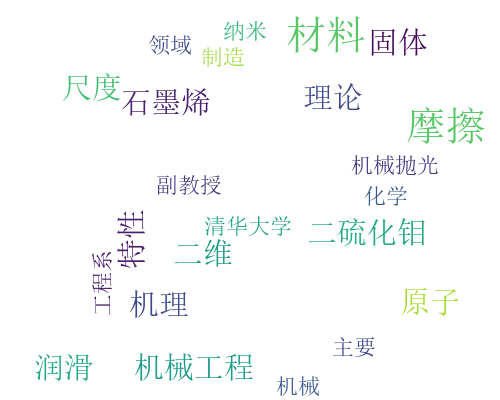 纳米
材料
领域
固体
制造
尺度
石墨烯
理论
摩擦
机械抛光
副教授
化学
特性
清华大学
二硫化钼
二维
工程系
机理
原子
主要
润滑
机械工程
机械